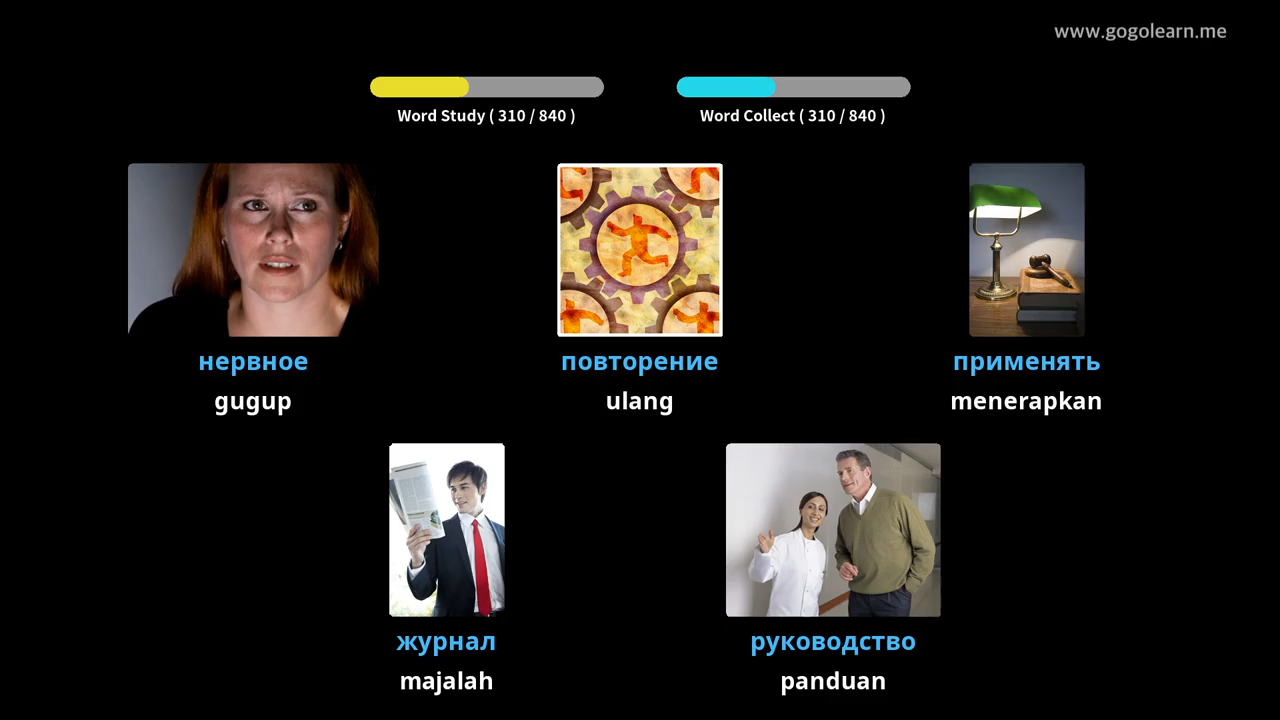 www.gogolearn.me
Word Study ( 310 / 840 )
Word Collect ( 310 / 840 )
нервное
gugup
повторение
ulang
применять
menerapkan
журнал
majalah
руководство
panduan